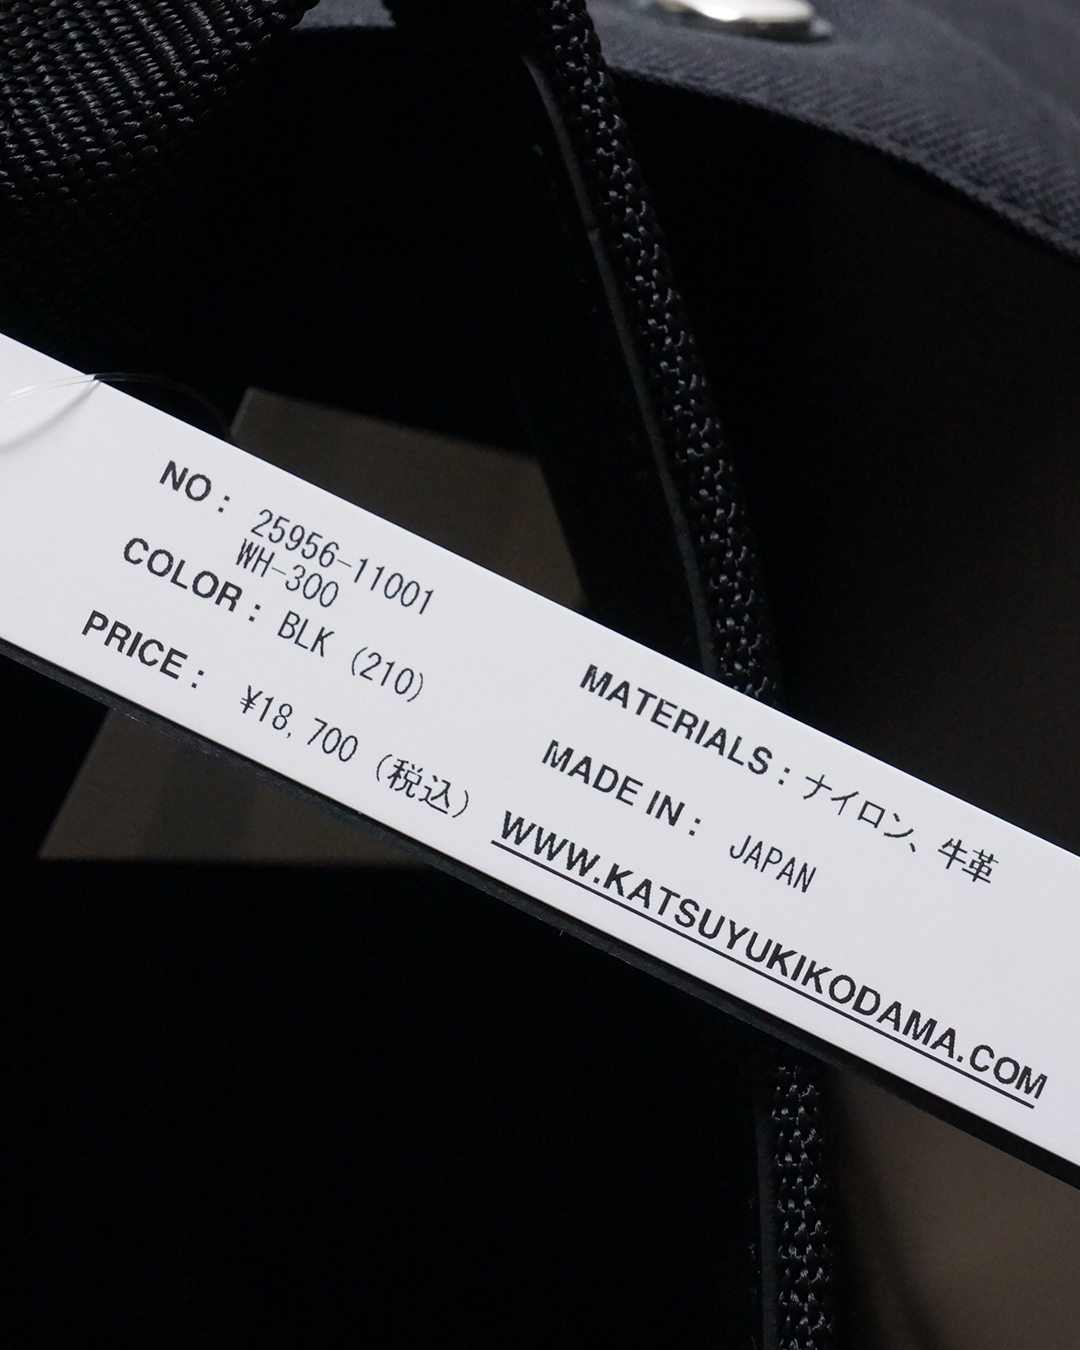 NO : 25956-11001
WH-300
COLOR : BLK (210)
PRICE : ¥18,700 (税込)
MATERIALS : ナイロン、牛革
MADE IN : JAPAN
WWW.KATSUYUKIKODAMA.COM